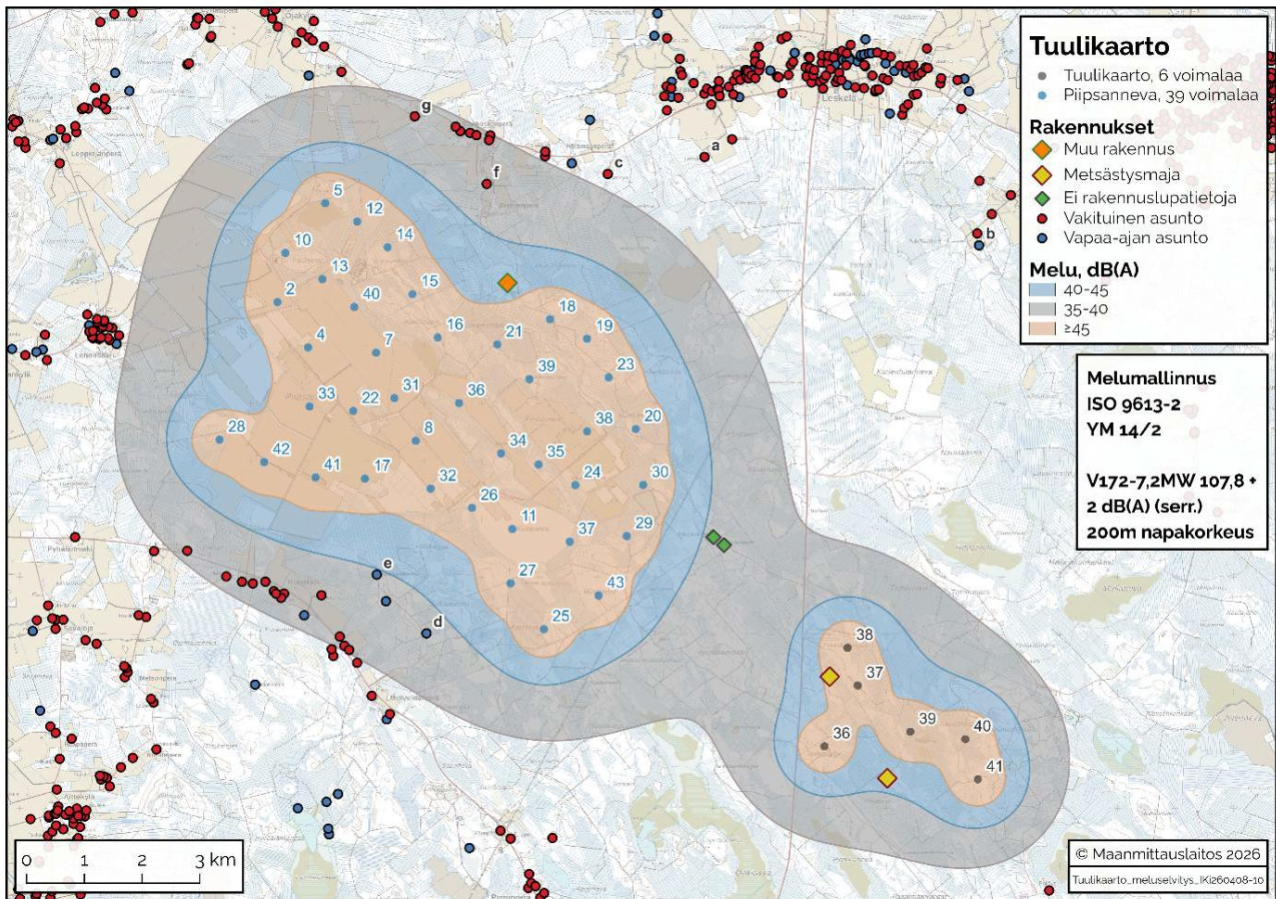 Tuulikaarto
Tuulikaarto, 6 voimalaa
Piipsanneva, 39 voimalaa
Rakennukset
Muu rakennus
Metsästysmaja
Ei rakennuslupatietoja
Vakituinen asunto
Vapaa-ajan asunto
Melu, dB(A)
40-45
35-40
≥45
Melumallinnus
ISO 9613-2
YM 14/2
V172-7,2MW 107,8 +
2 dB(A) (serr.)
200m napakorkeus
Leskelä
g
a
c
f
b
5
12
10
14
13
2
40
15
18
16
21
19
4
7
39
23
33
22
31
36
28
8
38
20
42
34
35
41
17
32
24
30
26
11
37
29
e
27
43
d
25
38
37
36
39
40
41
0 1 2 3 km
© Maanmittauslaitos 2026
Tuulikaarto_meluselvitys_IKi260408-10